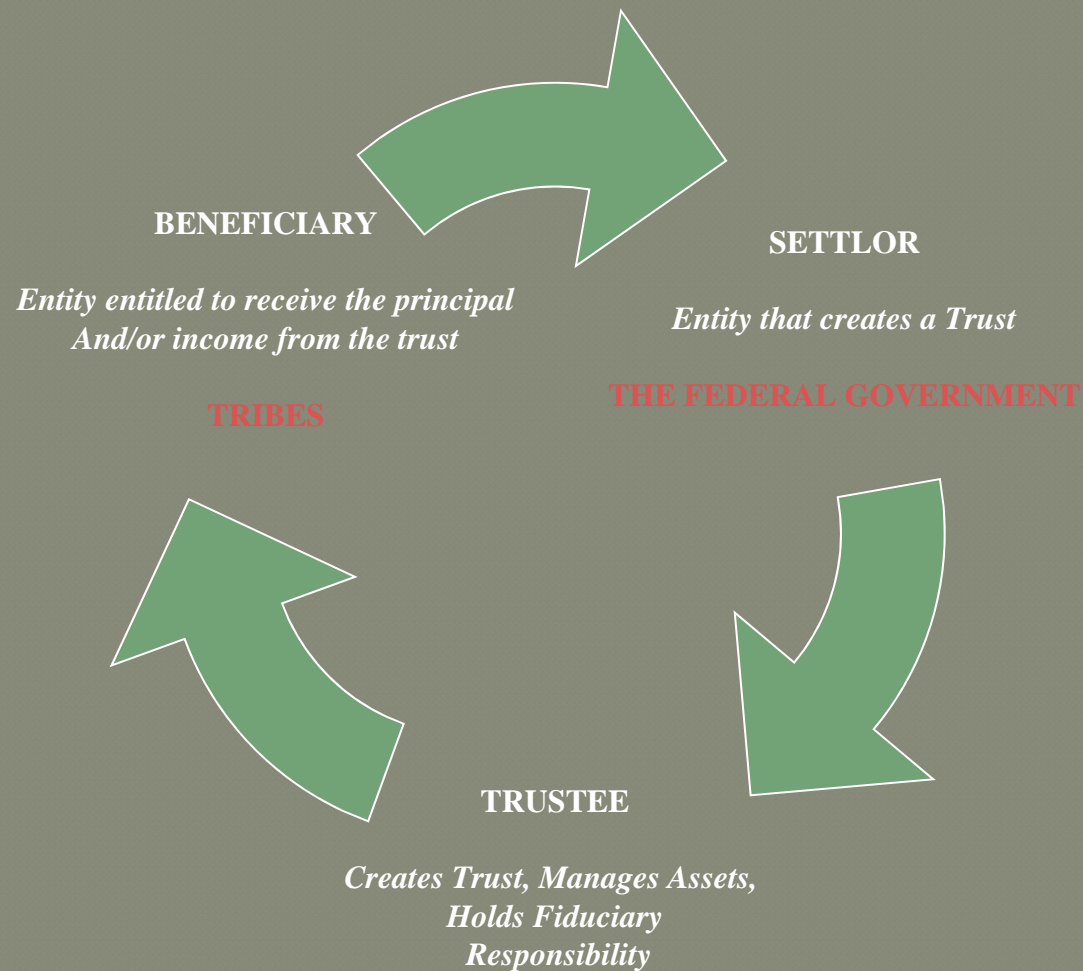 BENEFICIARY
Entity entitled to receive the principal
And/or income from the trust
TRIBES
SETTLOR
Entity that creates a Trust
THE FEDERAL GOVERNMENT
TRUSTEE
Creates Trust, Manages Assets,
Holds Fiduciary
Responsibility